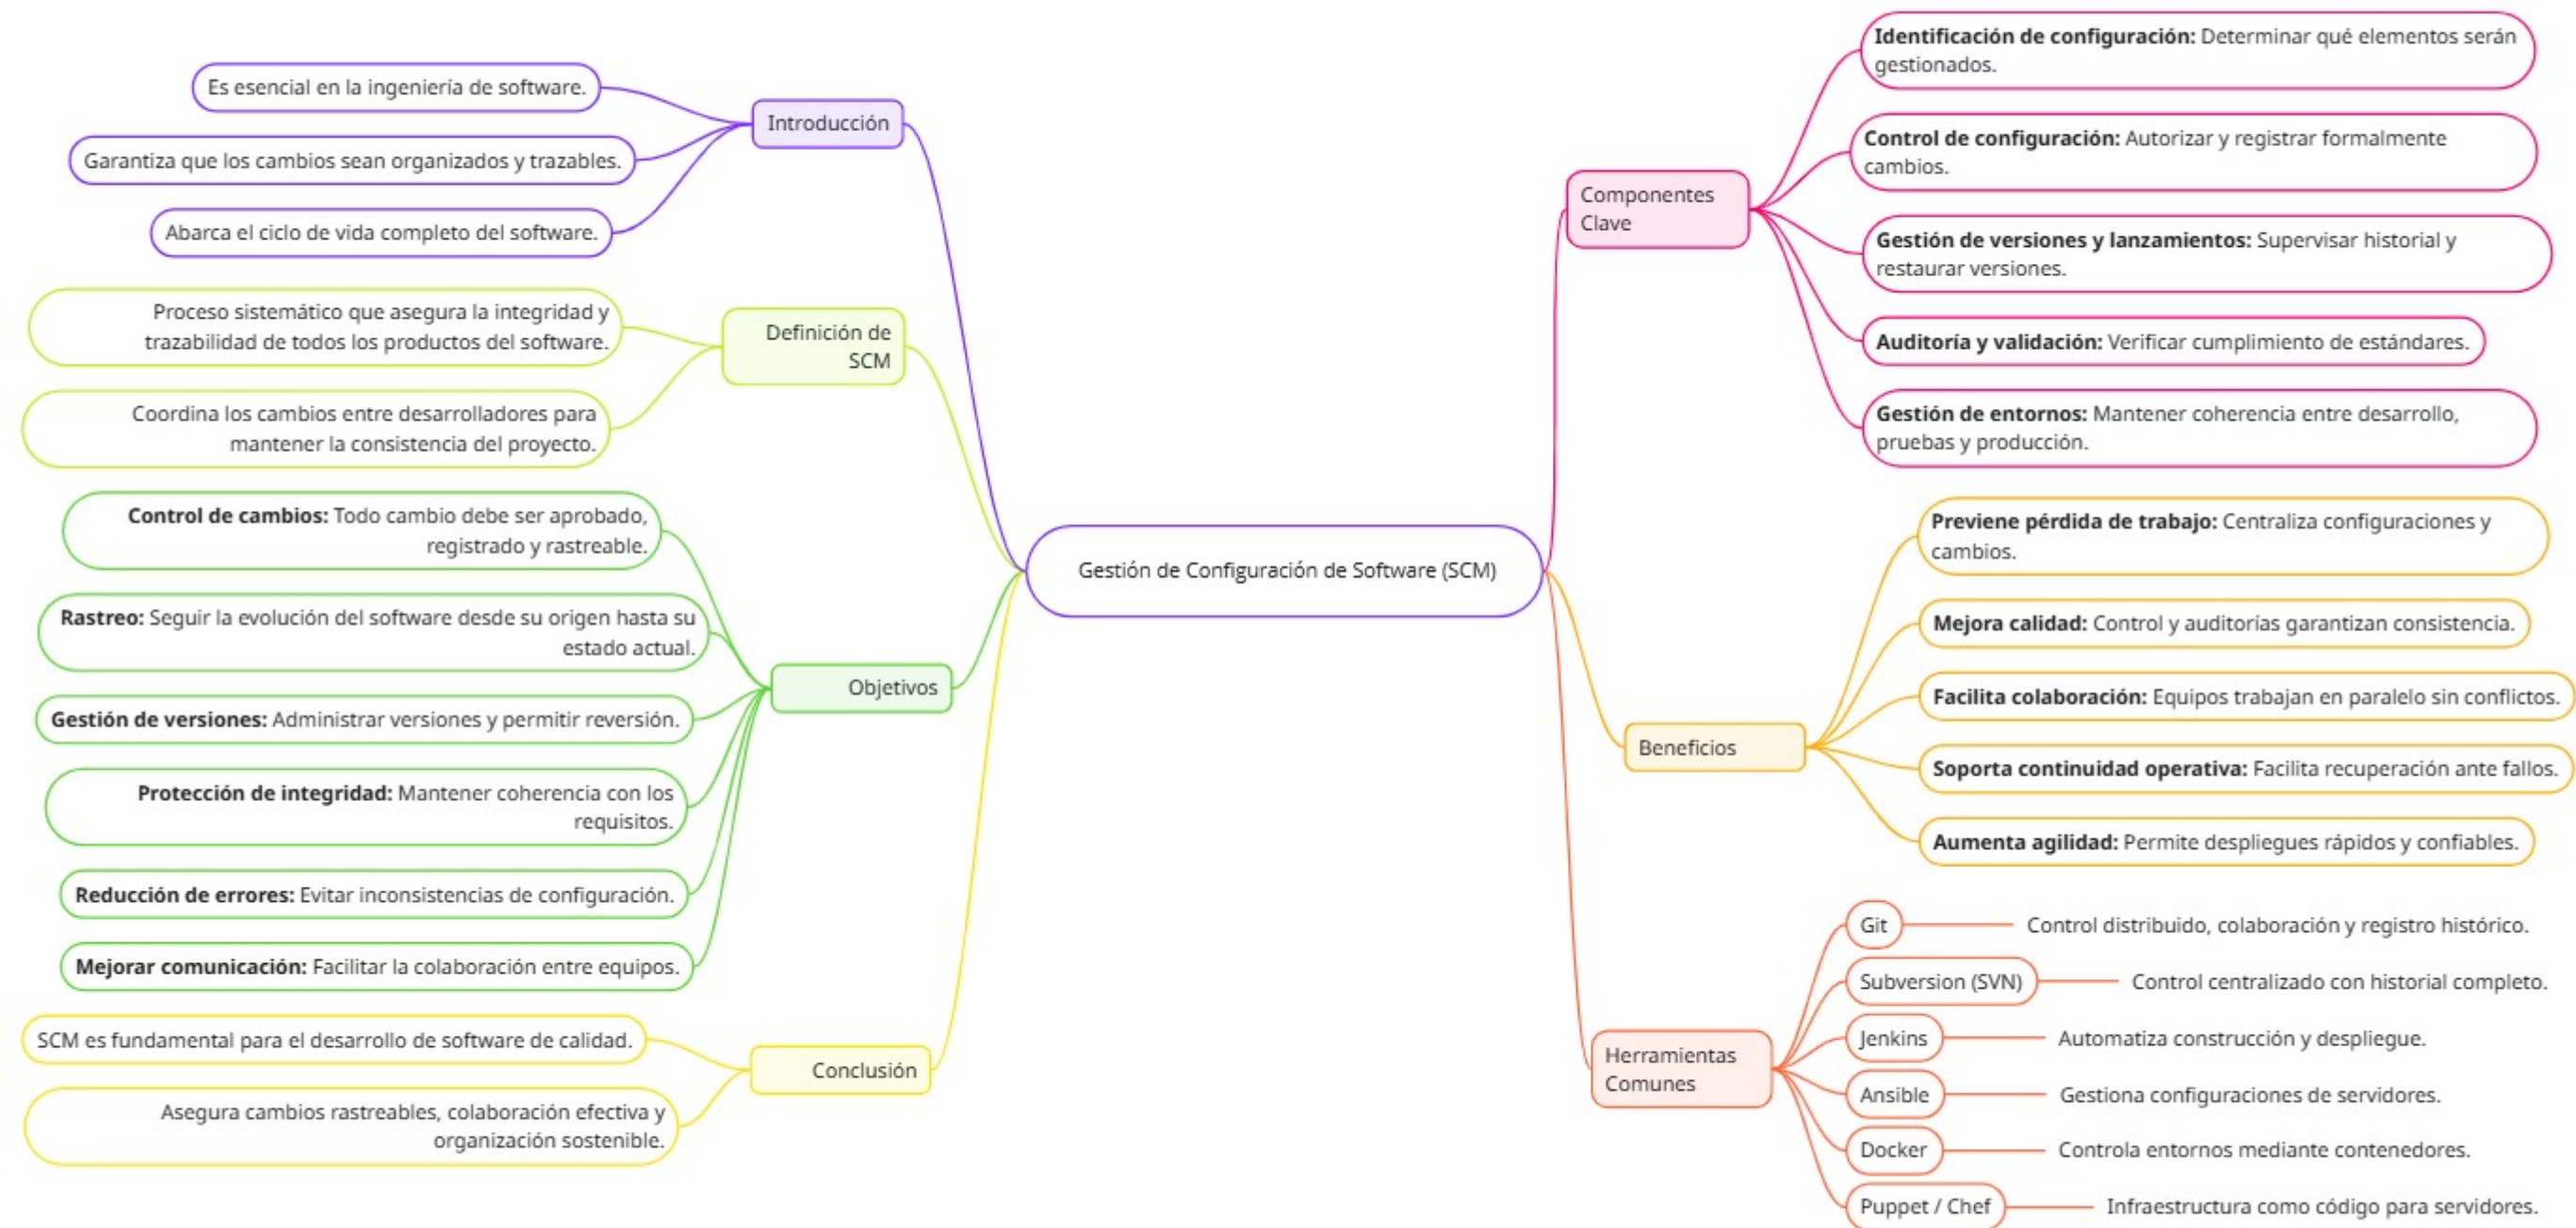 Es esencial en la ingeniería de software.
Garantiza que los cambios sean organizados y trazables.
Abarca el ciclo de vida completo del software.
Introducción
Proceso sistemático que asegura la integridad y
trazabilidad de todos los productos del software.
Coordina los cambios entre desarrolladores para
mantener la consistencia del proyecto.
Definición de
SCM
Control de cambios: Todo cambio debe ser aprobado,
registrado y rastreable.
Rastreo: Seguir la evolución del software desde su origen hasta su
estado actual.
Gestión de versiones: Administrar versiones y permitir reversión.
Protección de integridad: Mantener coherencia con los
requisitos.
Reducción de errores: Evitar inconsistencias de configuración.
Mejorar comunicación: Facilitar la colaboración entre equipos.
Objetivos
SCM es fundamental para el desarrollo de software de calidad.
Asegura cambios rastreables, colaboración efectiva y
organización sostenible.
Conclusión
Gestión de Configuración de Software (SCM)
Componentes
Clave
Identificación de configuración: Determinar qué elementos serán
gestionados.
Control de configuración: Autorizar y registrar formalmente
cambios.
Gestión de versiones y lanzamientos: Supervisar historial y
restaurar versiones.
Auditoría y validación: Verificar cumplimiento de estándares.
Gestión de entornos: Mantener coherencia entre desarrollo,
pruebas y producción.
Beneficios
Previene pérdida de trabajo: Centraliza configuraciones y
cambios.
Mejora calidad: Control y auditorías garantizan consistencia.
Facilita colaboración: Equipos trabajan en paralelo sin conflictos.
Soporta continuidad operativa: Facilita recuperación ante fallos.
Aumenta agilidad: Permite despliegues rápidos y confiables.
Herramientas
Comunes
Git Control distribuido, colaboración y registro histórico.
Subversion (SVN) Control centralizado con historial completo.
Jenkins Automatiza construcción y despliegue.
Ansible Gestiona configuraciones de servidores.
Docker Controla entornos mediante contenedores.
Puppet / Chef Infraestructura como código para servidores.